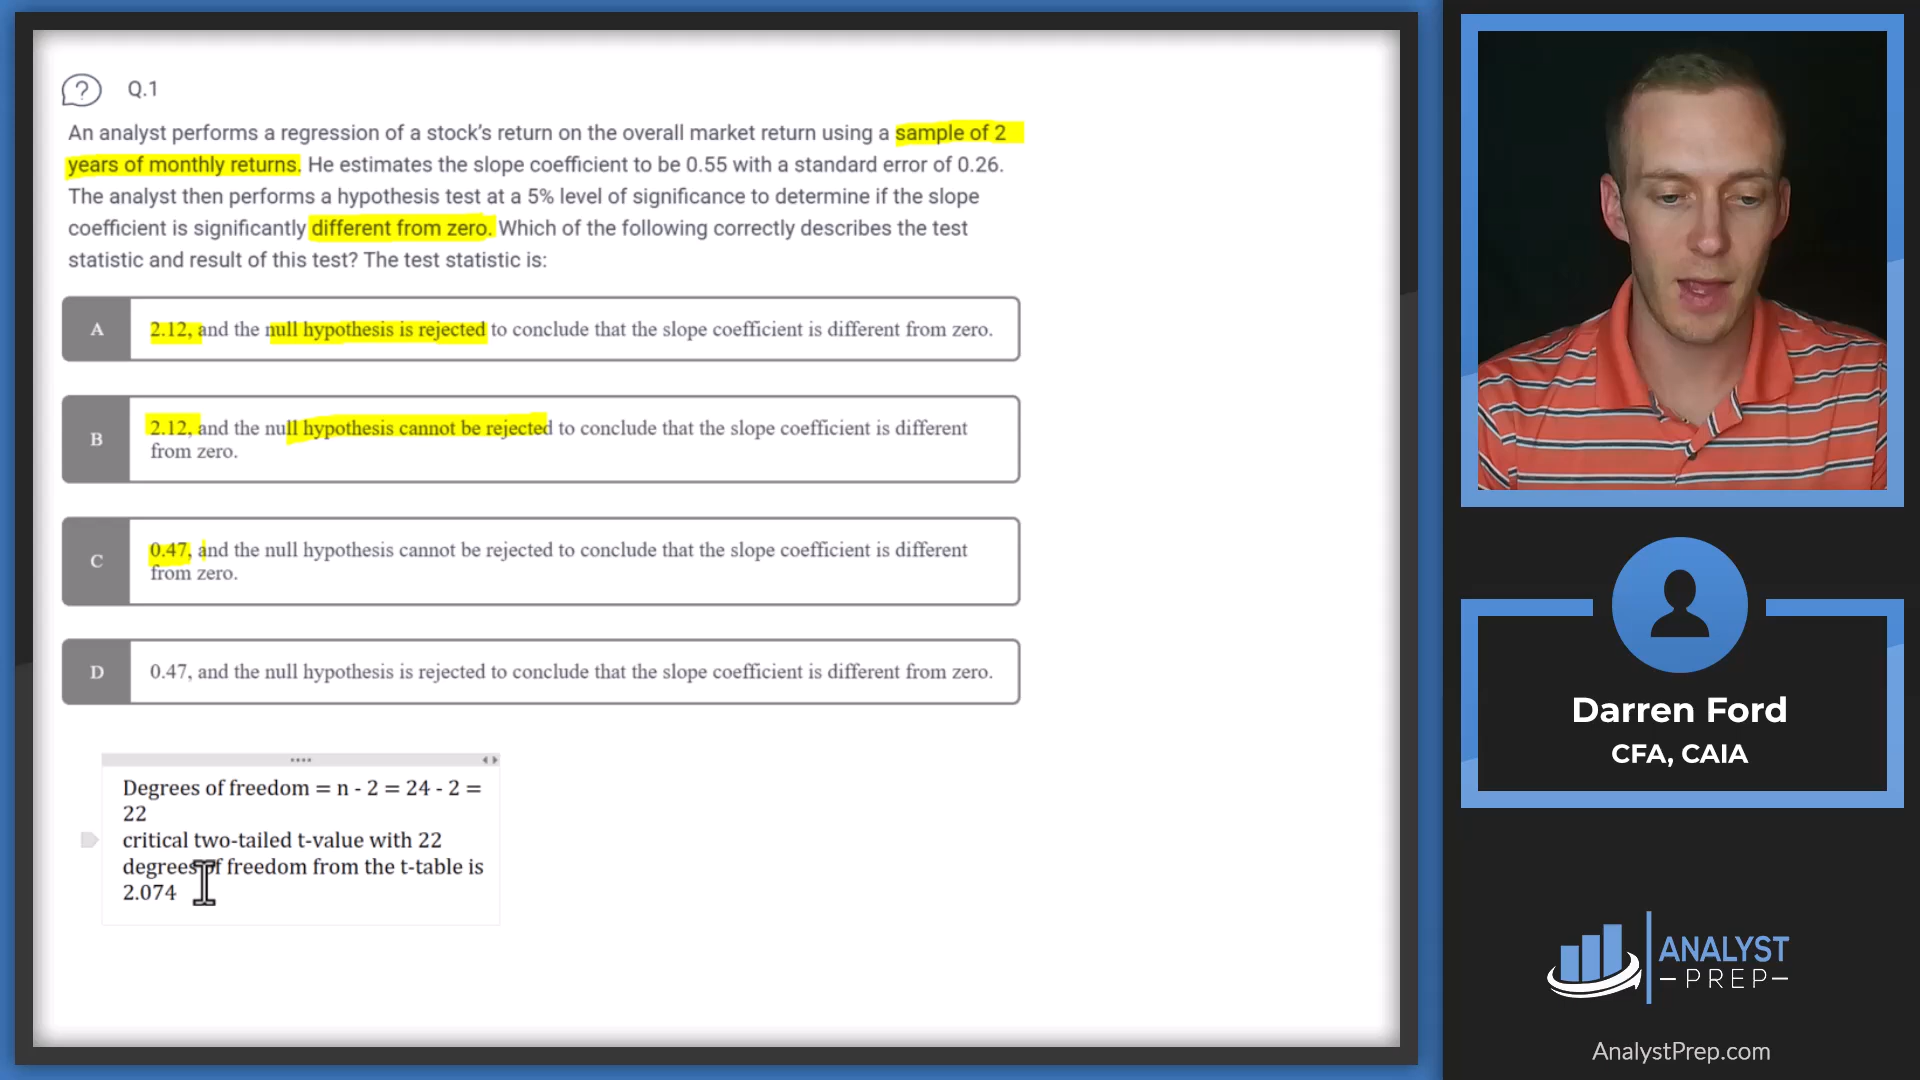 Q.1
An analyst performs a regression of a stock's return on the overall market return using a sample of 2
years of monthly returns. He estimates the slope coefficient to be 0.55 with a standard error of 0.26.
The analyst then performs a hypothesis test at a 5% level of significance to determine if the slope
coefficient is significantly different from zero. Which of the following correctly describes the test
statistic and result of this test? The test statistic is:
A
2.12, and the null hypothesis is rejected to conclude that the slope coefficient is different from zero.
B
2.12, and the null hypothesis cannot be rejected to conclude that the slope coefficient is different
from zero.
C
0.47, and the null hypothesis cannot be rejected to conclude that the slope coefficient is different
from zero.
D
0.47, and the null hypothesis is rejected to conclude that the slope coefficient is different from zero.
Degrees of freedom = n - 2 = 24 - 2 =
22
critical two-tailed t-value with 22
degrees of freedom from the t-table is
2.074
Darren Ford
CFA, CAIA
ANALYST
PREP
AnalystPrep.com